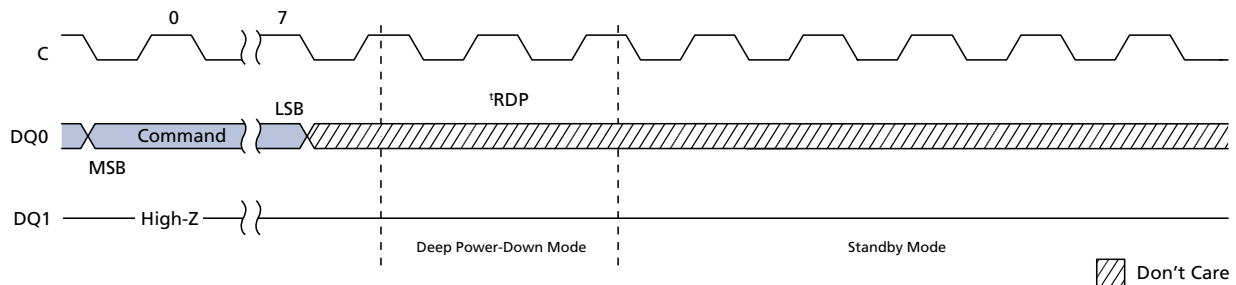 0 7
C
LSB
ᵗRDP
DQ0 Command
MSB
DQ1 High-Z
Deep Power-Down Mode Standby Mode
Don't Care